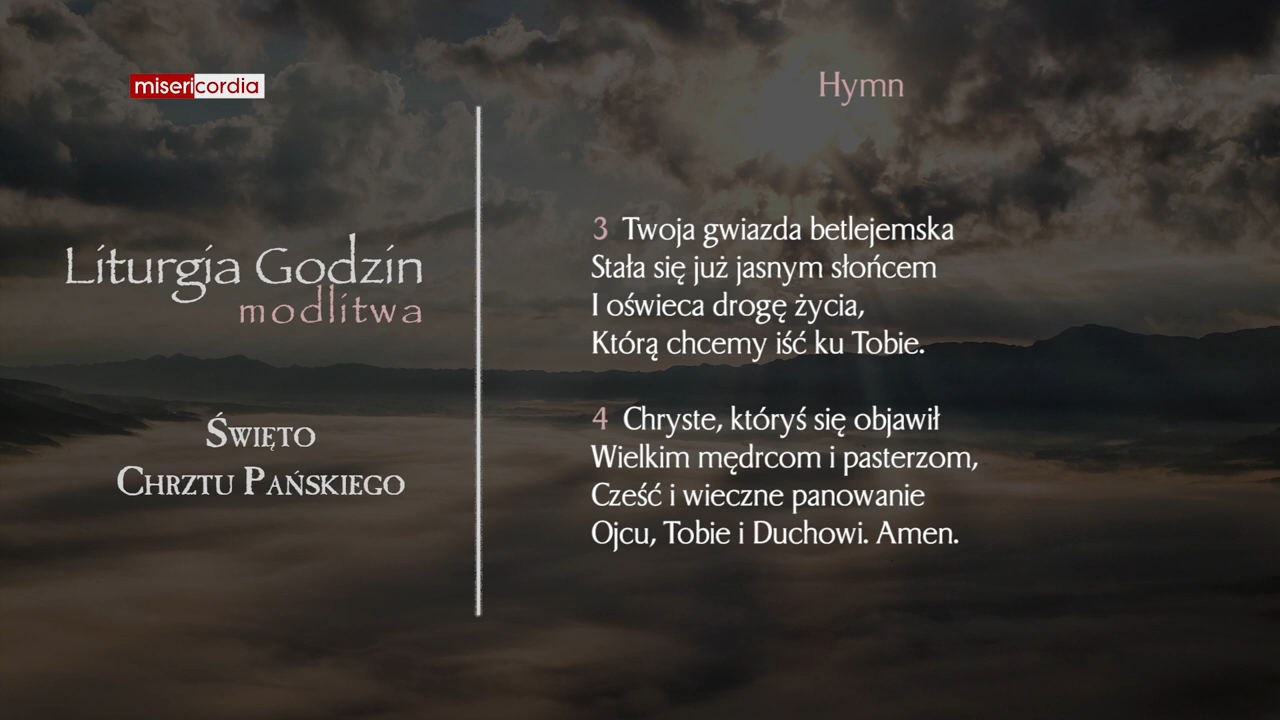 misericordia
Liturgia Godzin
modlitwa
Święto
Chrztu Pańskiego
Hymn
3 Twoja gwiazda betlejemska
Stała się już jasnym słońcem
I oświeca drogę życia,
Którą chcemy iść ku Tobie.
4 Chryste, któryś się objawił
Wielkim mędrcom i pasterzom,
Cześć i wieczne panowanie
Ojcu, Tobie i Duchowi. Amen.